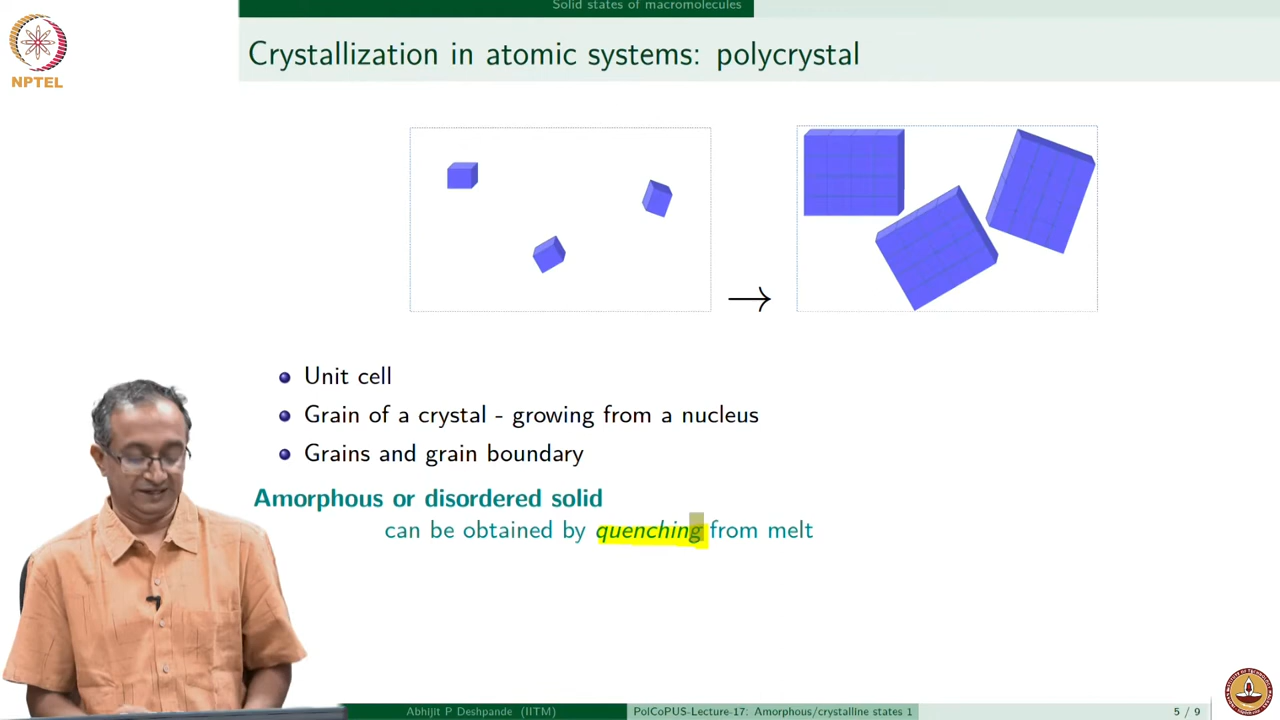 Solid states of macromolecules
Crystallization in atomic systems: polycrystal
NPTEL
→
Unit cell
Grain of a crystal - growing from a nucleus
Grains and grain boundary
Amorphous or disordered solid
can be obtained by quenching from melt
Abhijit P Deshpande (IITM)
PolCoPUS-Lecture-17: Amorphous/crystalline states 1
5 / 9